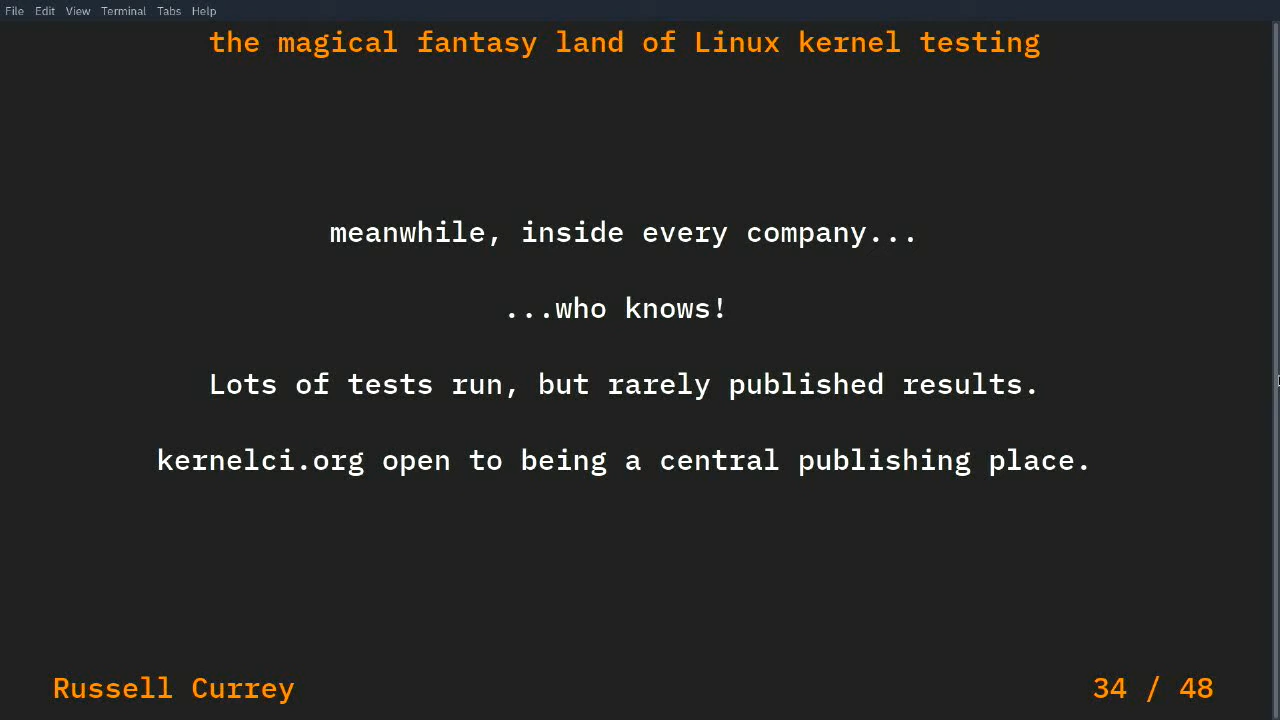 File Edit View Terminal Tabs Help
the magical fantasy land of Linux kernel testing
meanwhile, inside every company...
...who knows!
Lots of tests run, but rarely published results.
kernelci.org open to being a central publishing place.
Russell Currey 34 / 48